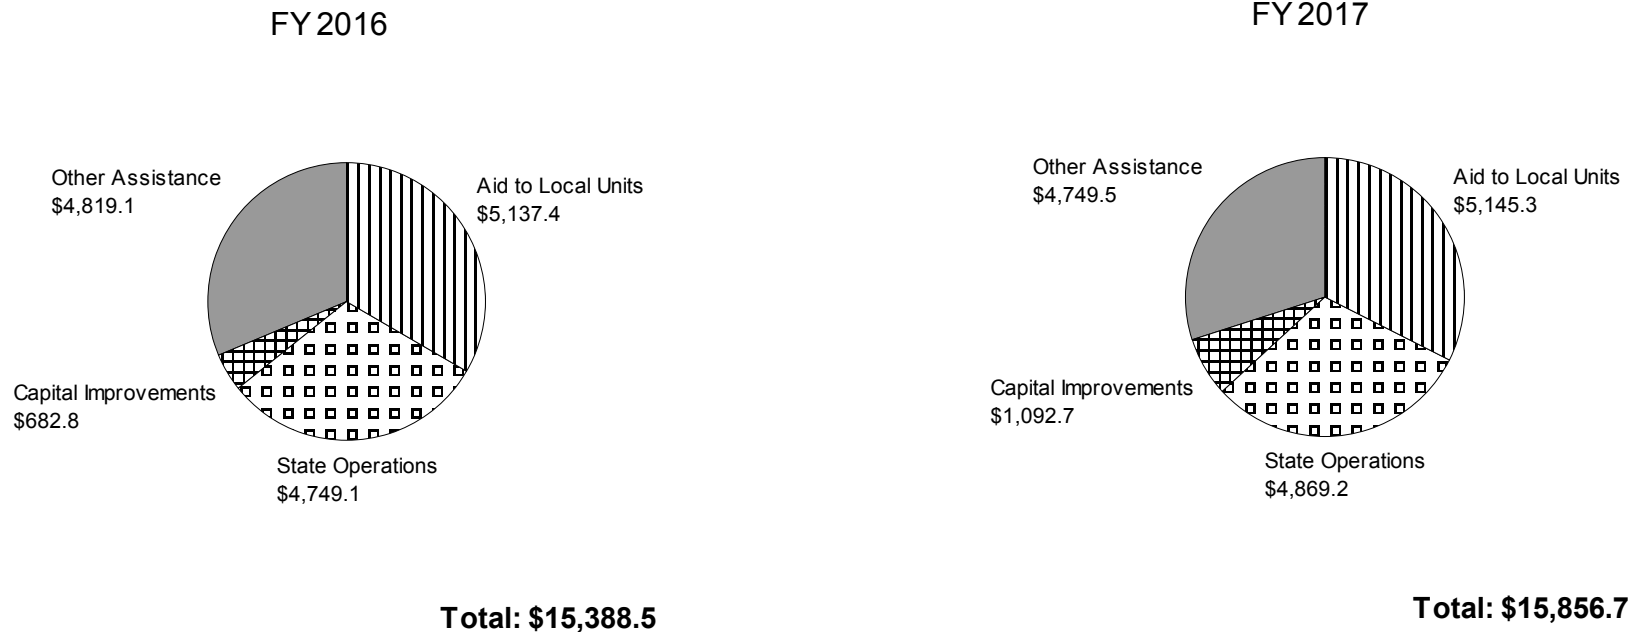 FY 2016
Other Assistance
$4,819.1
Aid to Local Units
$5,137.4
Capital Improvements
$682.8
State Operations
$4,749.1
Total: $15,388.5
FY 2017
Other Assistance
$4,749.5
Aid to Local Units
$5,145.3
Capital Improvements
$1,092.7
State Operations
$4,869.2
Total: $15,856.7